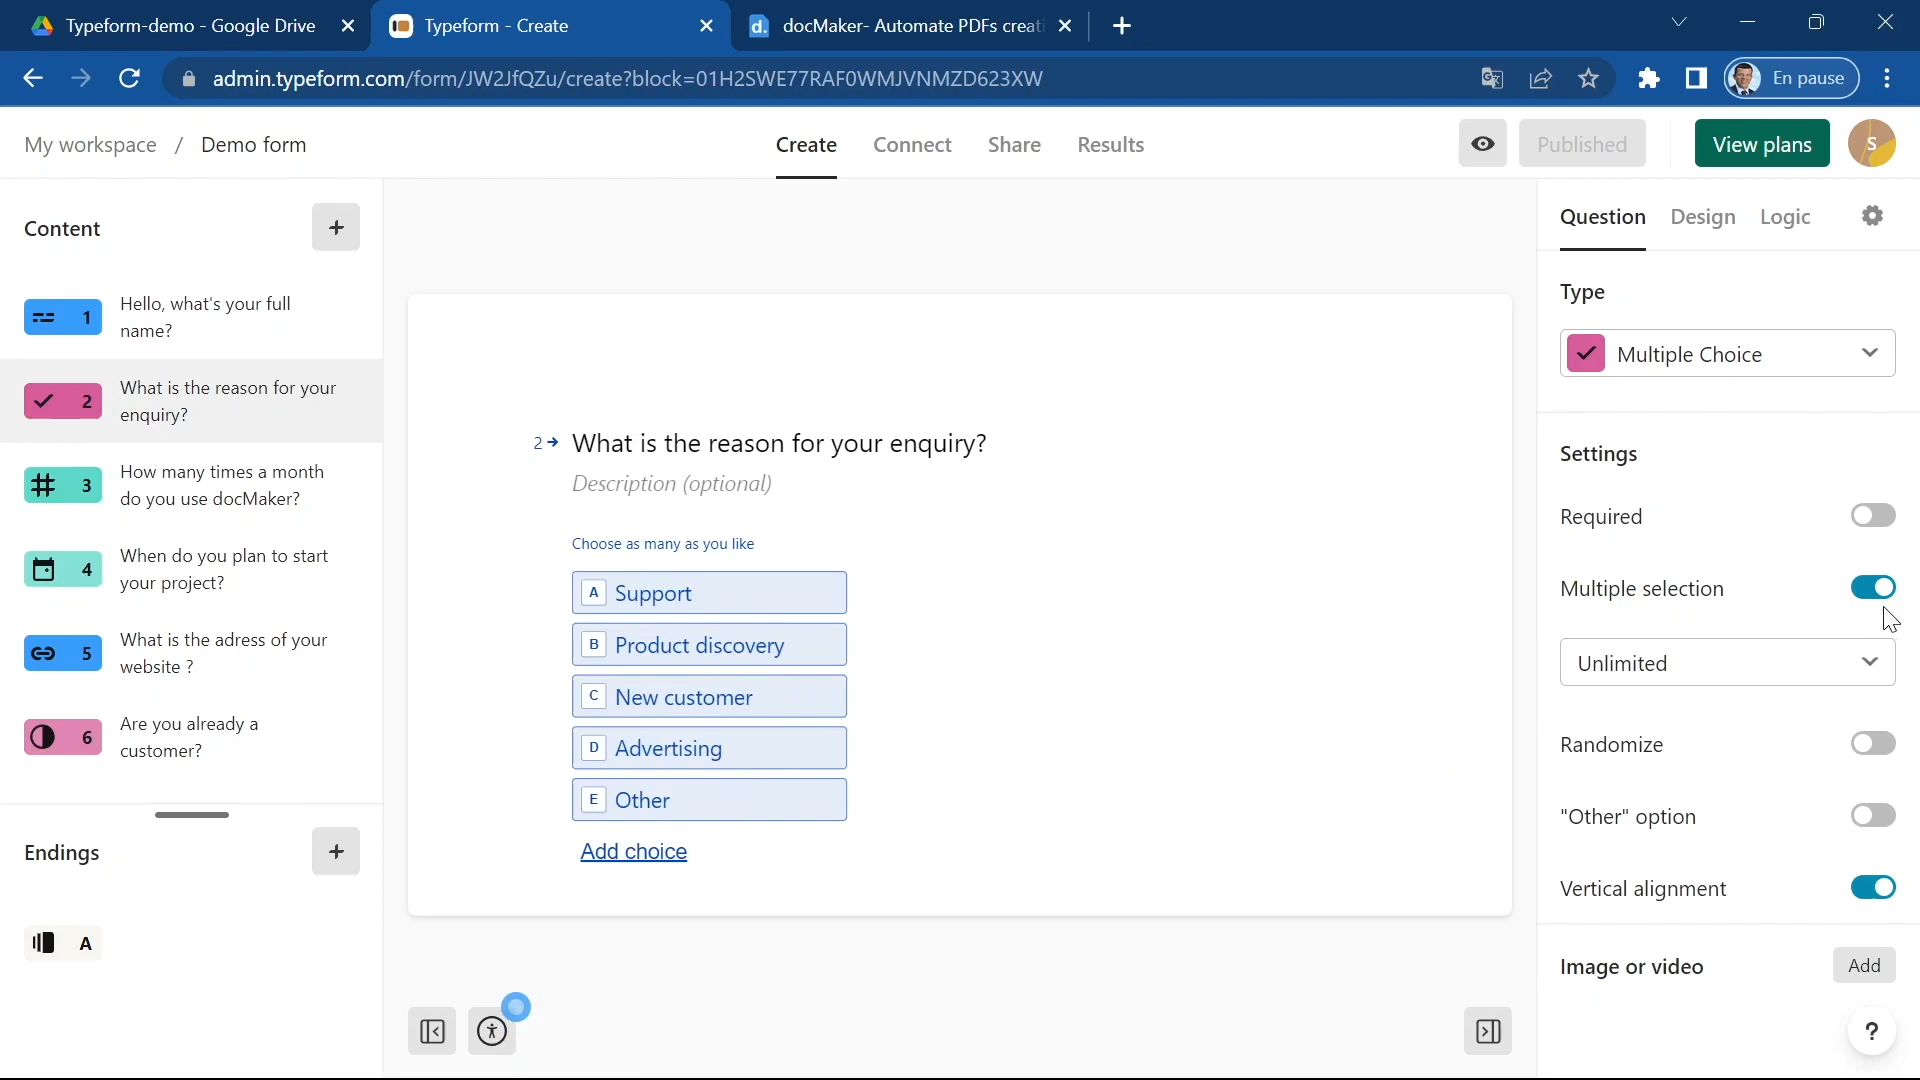 Typeform-demo - Google Drive
Typeform - Create
d. docMaker- Automate PDFs creati
admin.typeform.com/form/JW2JfQZu/create?block=01H2SWE77RAF0WMJVNMZD623XW
En pause
My workspace / Demo form
Create
Connect
Share
Results
Published
View plans
S
Content
+
1 Hello, what's your full
name?
2 What is the reason for your
enquiry?
3 How many times a month
do you use docMaker?
4 When do you plan to start
your project?
5 What is the adress of your
website ?
6 Are you already a
customer?
Endings
+
A
2 What is the reason for your enquiry?
Description (optional)
Choose as many as you like
A Support
B Product discovery
C New customer
D Advertising
E Other
Add choice
Question
Design
Logic
Type
Multiple Choice
Settings
Required
Multiple selection
Unlimited
Randomize
"Other" option
Vertical alignment
Image or video
Add
?